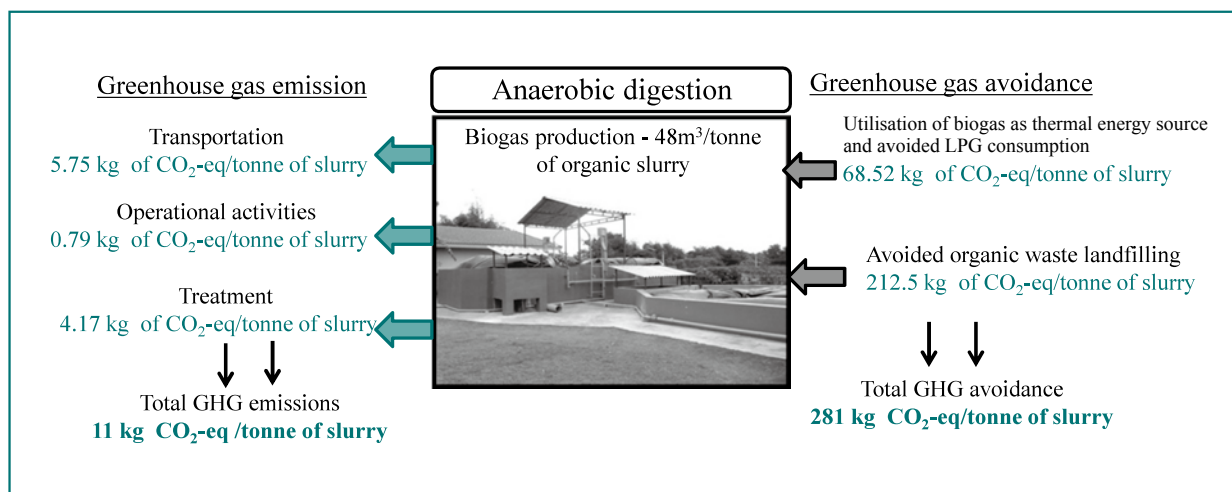 Greenhouse gas emission
Transportation
5.75 kg of CO₂-eq/tonne of slurry
Operational activities
0.79 kg of CO₂-eq/tonne of slurry
Treatment
4.17 kg of CO₂-eq/tonne of slurry
Total GHG emissions
11 kg CO₂-eq /tonne of slurry
Anaerobic digestion
Biogas production - 48m³/tonne
of organic slurry
Greenhouse gas avoidance
Utilisation of biogas as thermal energy source
and avoided LPG consumption
68.52 kg of CO₂-eq/tonne of slurry
Avoided organic waste landfilling
212.5 kg of CO₂-eq/tonne of slurry
Total GHG avoidance
281 kg CO₂-eq/tonne of slurry